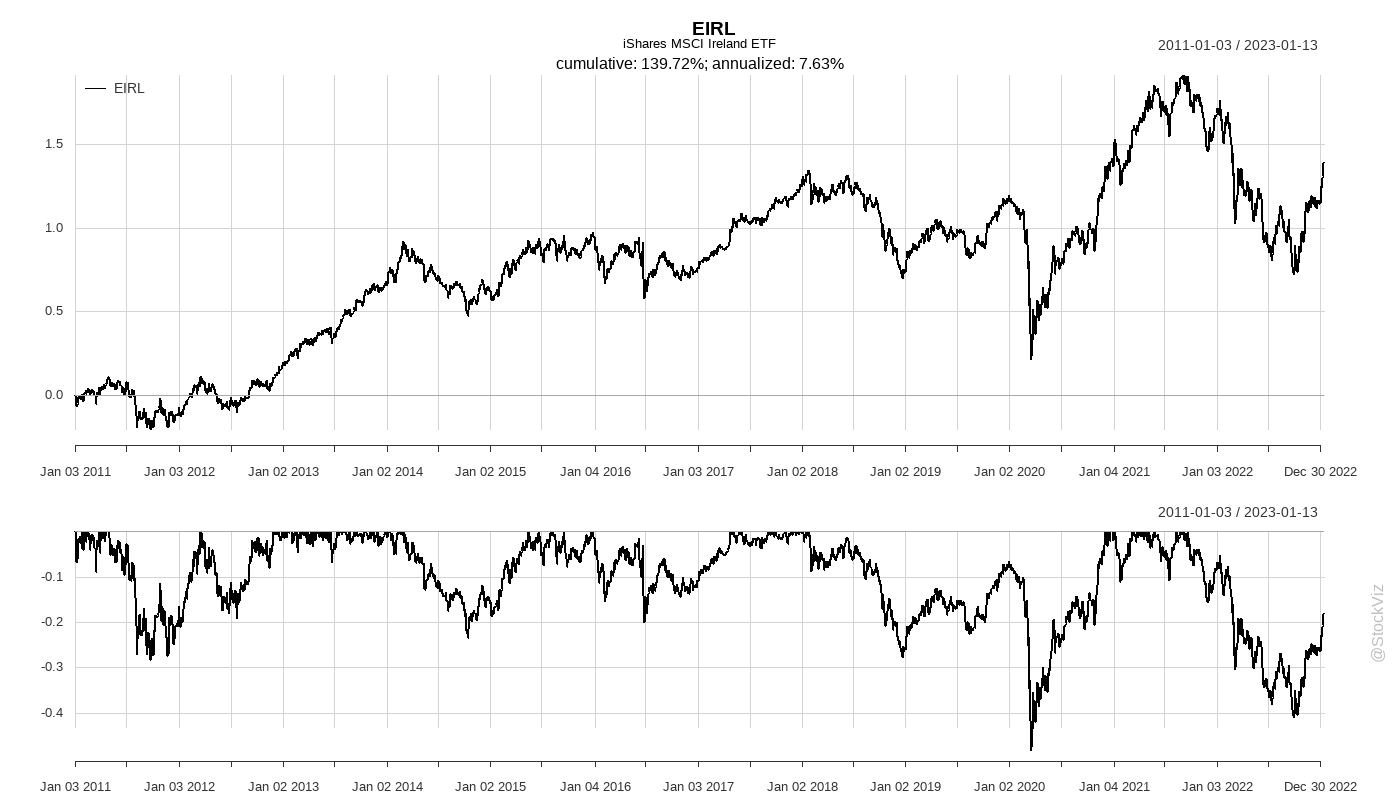 EIRL
iShares MSCI Ireland ETF
2011-01-03 / 2023-01-13
cumulative: 139.72%; annualized: 7.63%
EIRL
1.5
1.0
0.5
0.0
Jan 03 2011 Jan 03 2012 Jan 02 2013 Jan 02 2014 Jan 02 2015 Jan 04 2016 Jan 03 2017 Jan 02 2018 Jan 02 2019 Jan 02 2020 Jan 04 2021 Jan 03 2022 Dec 30 2022
2011-01-03 / 2023-01-13
-0.1
-0.2
-0.3
-0.4
Jan 03 2011 Jan 03 2012 Jan 02 2013 Jan 02 2014 Jan 02 2015 Jan 04 2016 Jan 03 2017 Jan 02 2018 Jan 02 2019 Jan 02 2020 Jan 04 2021 Jan 03 2022 Dec 30 2022
@StockViz